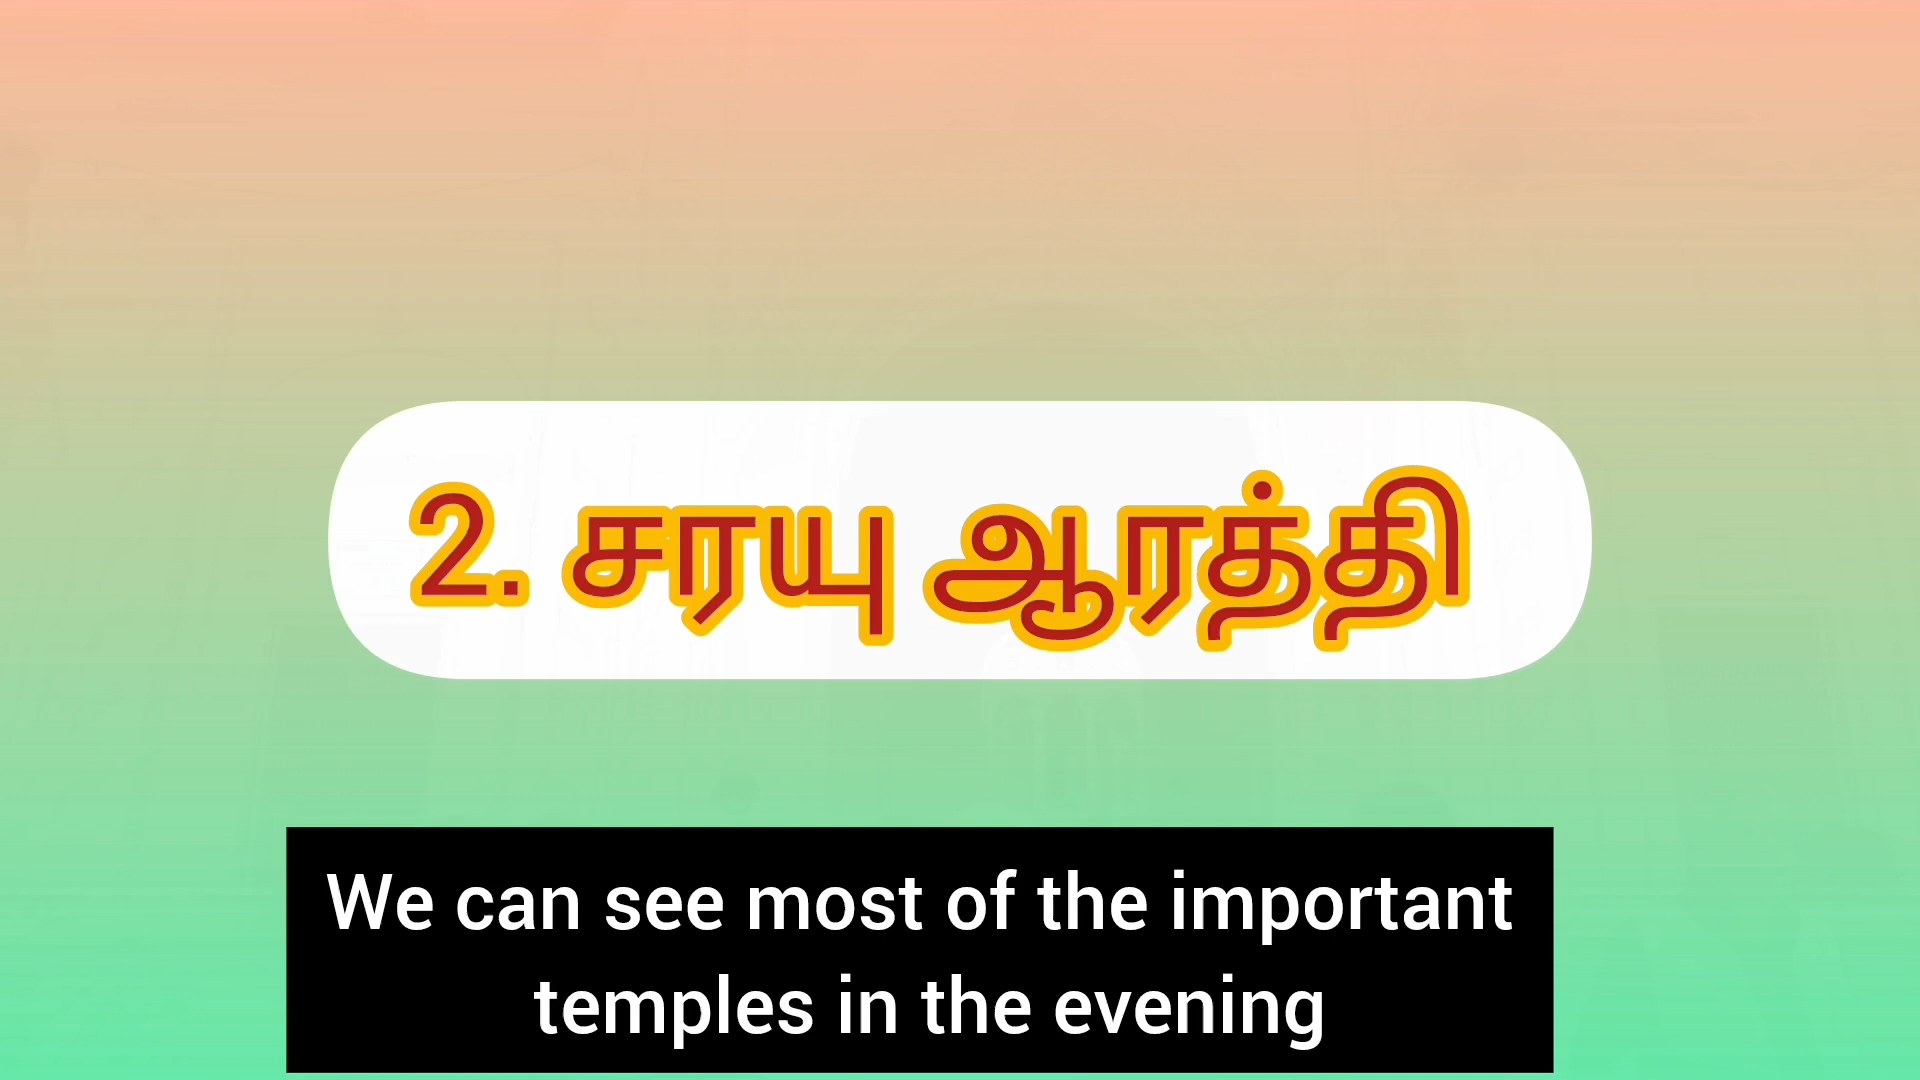 2. சரயு ஆரத்தி
We can see most of the important
temples in the evening